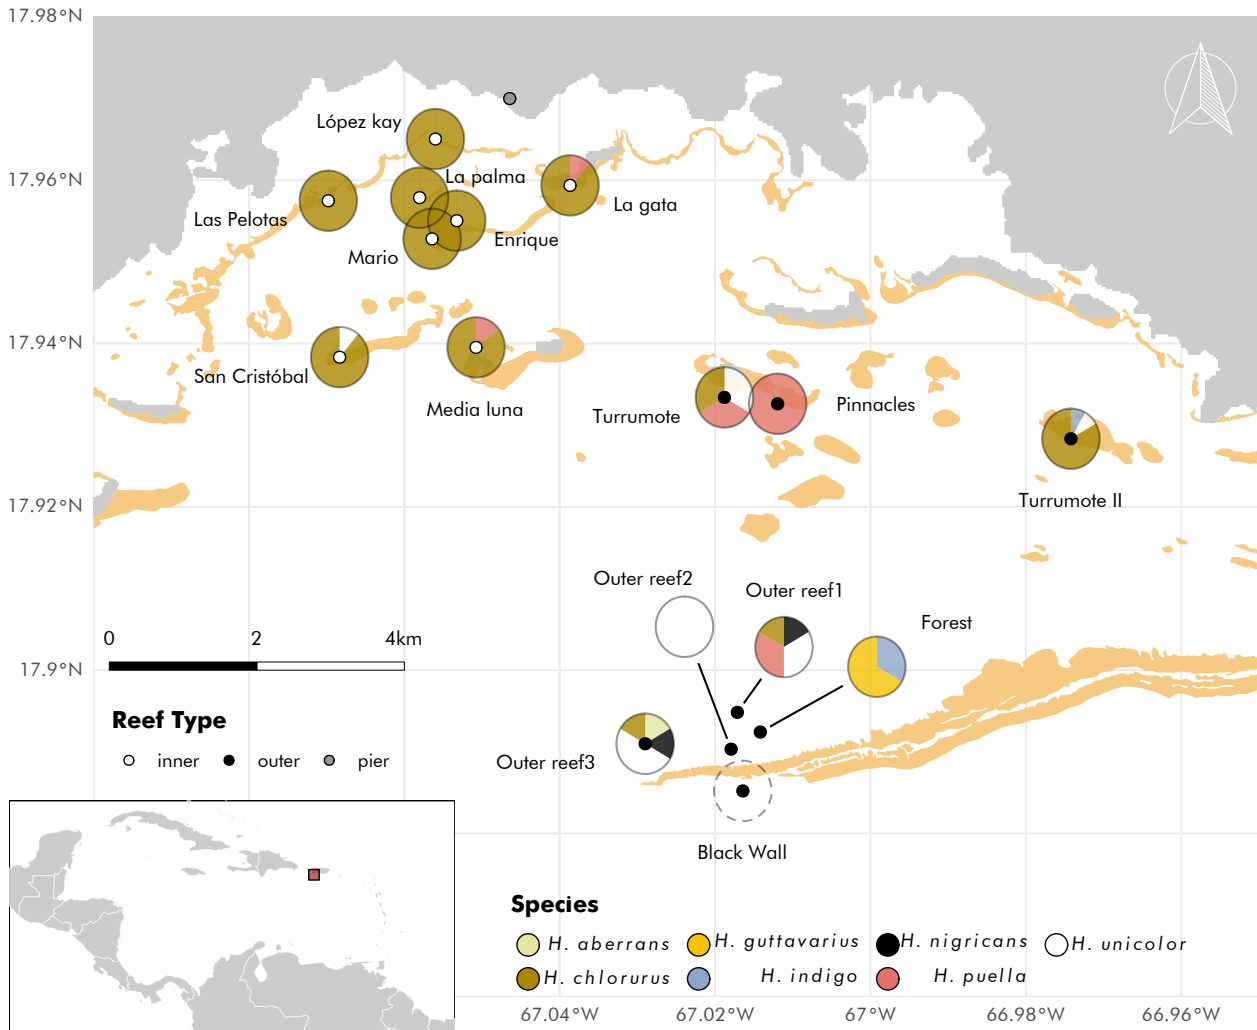 17.98°N
López kay
17.96°N
La palma
La gata
Las Pelotas
Enrique
Mario
17.94°N
San Cristóbal
Media luna
Turrumote
Pinnacles
17.92°N
Turrumote II
Outer reef2
Outer reef1
Forest
0 2 4km
17.9°N
Reef Type
inner outer pier
Outer reef3
Black Wall
Species
H. aberrans H. guttavarius H. nigricans H. unicolor
H. chlorurus H. indigo H. puella
67.04°W 67.02°W 67°W 66.98°W 66.96°W